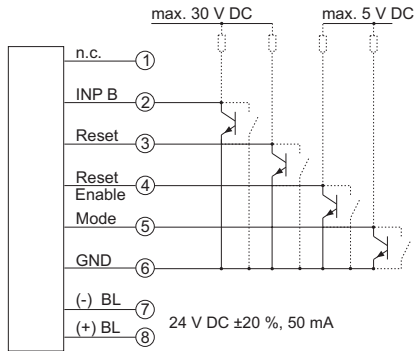 max. 30 V DC
max. 5 V DC
n.c. 1
INP B 2
Reset 3
Reset
Enable 4
Mode 5
GND 6
(-) BL 7
(+) BL 8
24 V DC ±20 %, 50 mA